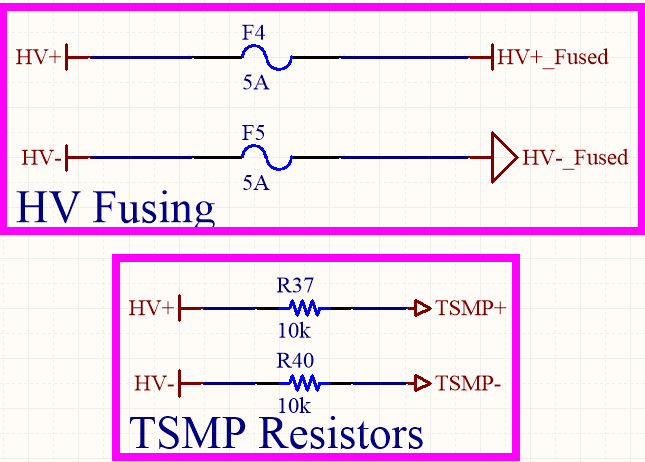 F4
HV+ HV+_Fused
5A
F5
HV- HV-_Fused
5A
HV Fusing
R37
HV+ TSMP+
10k
R40
HV- TSMP-
10k
TSMP Resistors